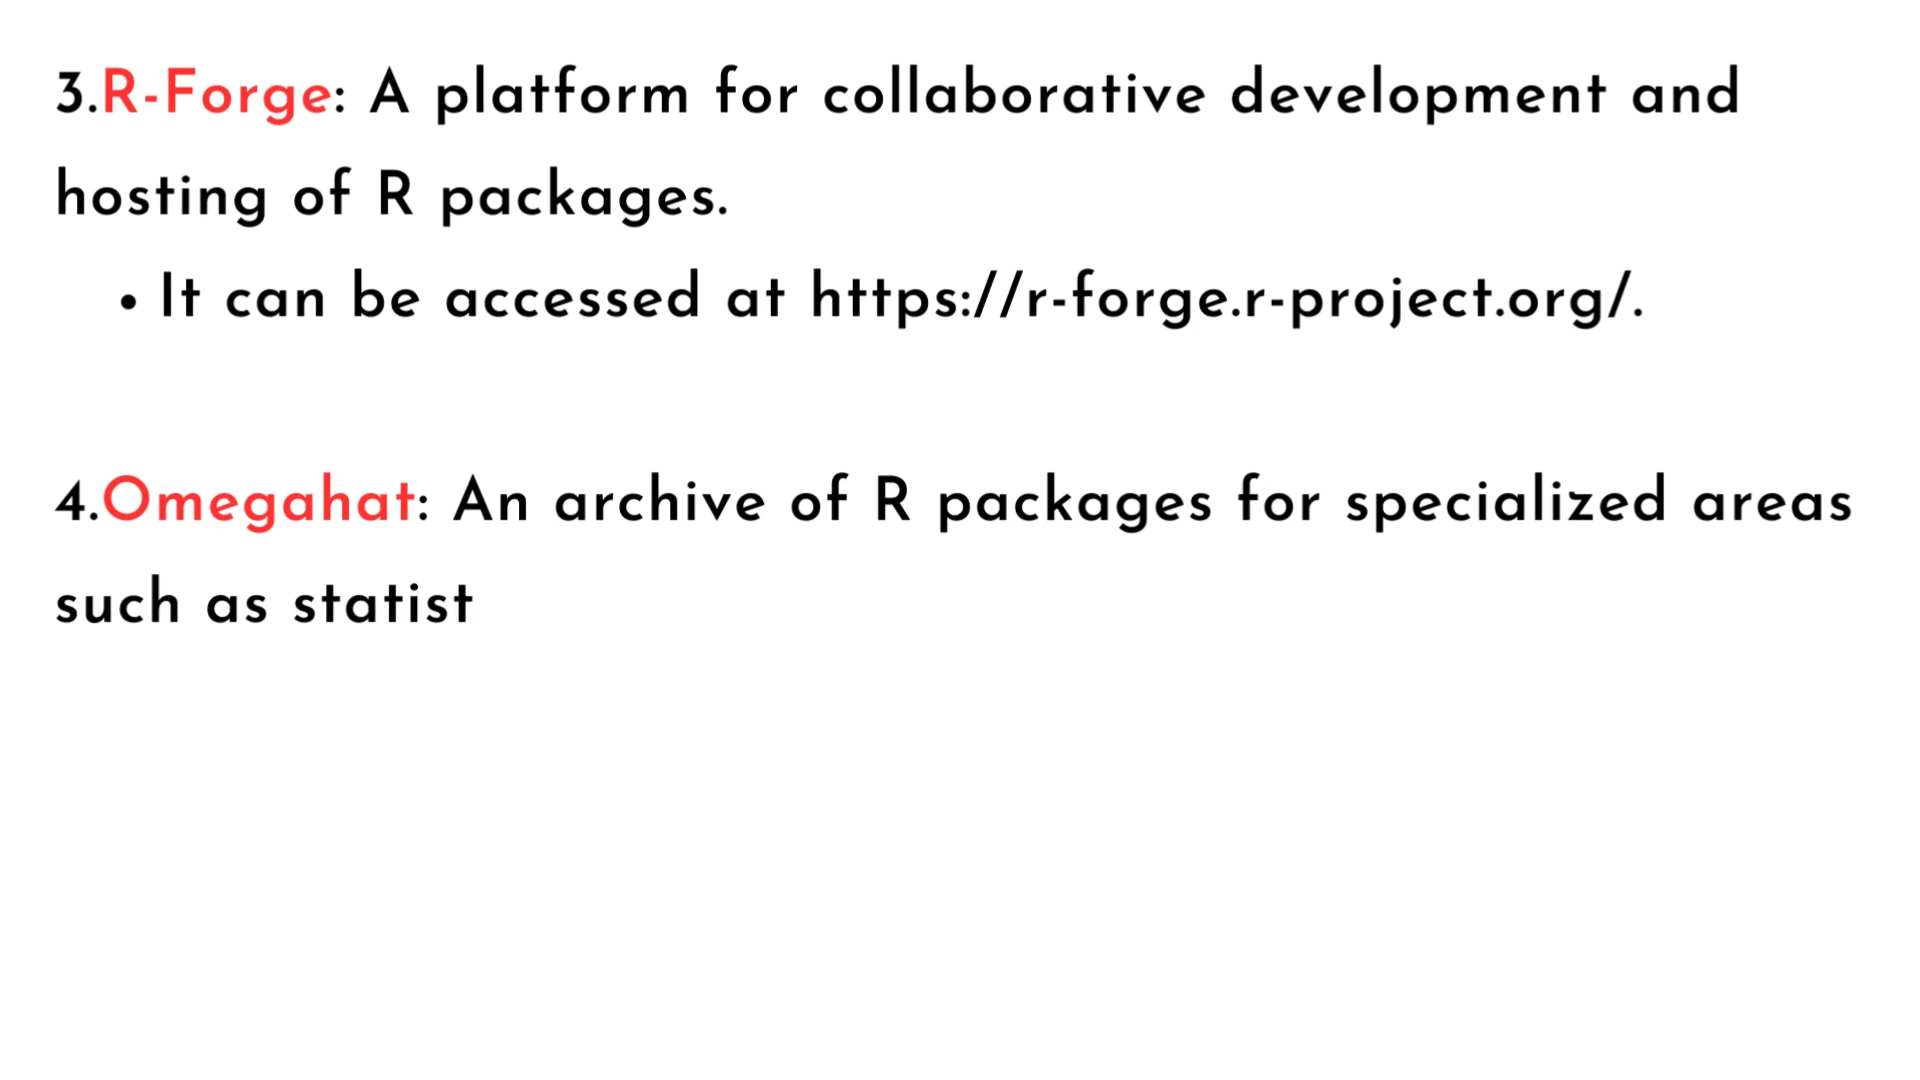 3.R-Forge: A platform for collaborative development and
hosting of R packages.
• It can be accessed at https://r-forge.r-project.org/.
4.Omegahat: An archive of R packages for specialized areas
such as statist